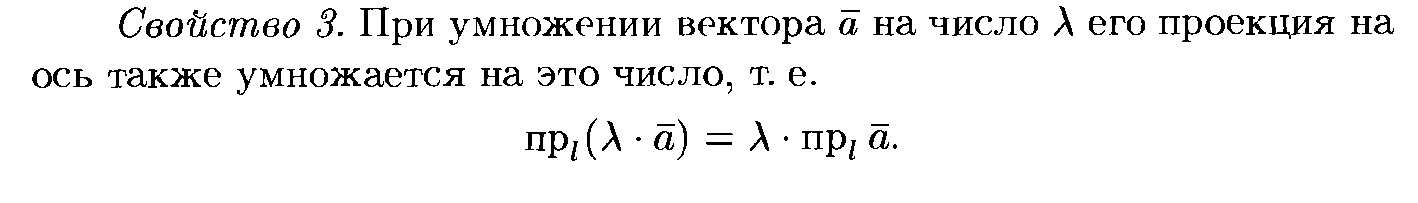 Свойство 3. При умножении вектора a̅ на число λ его проекция на
ось также умножается на это число, т. е.
пр_l(λ · a̅) = λ · пр_l a̅.